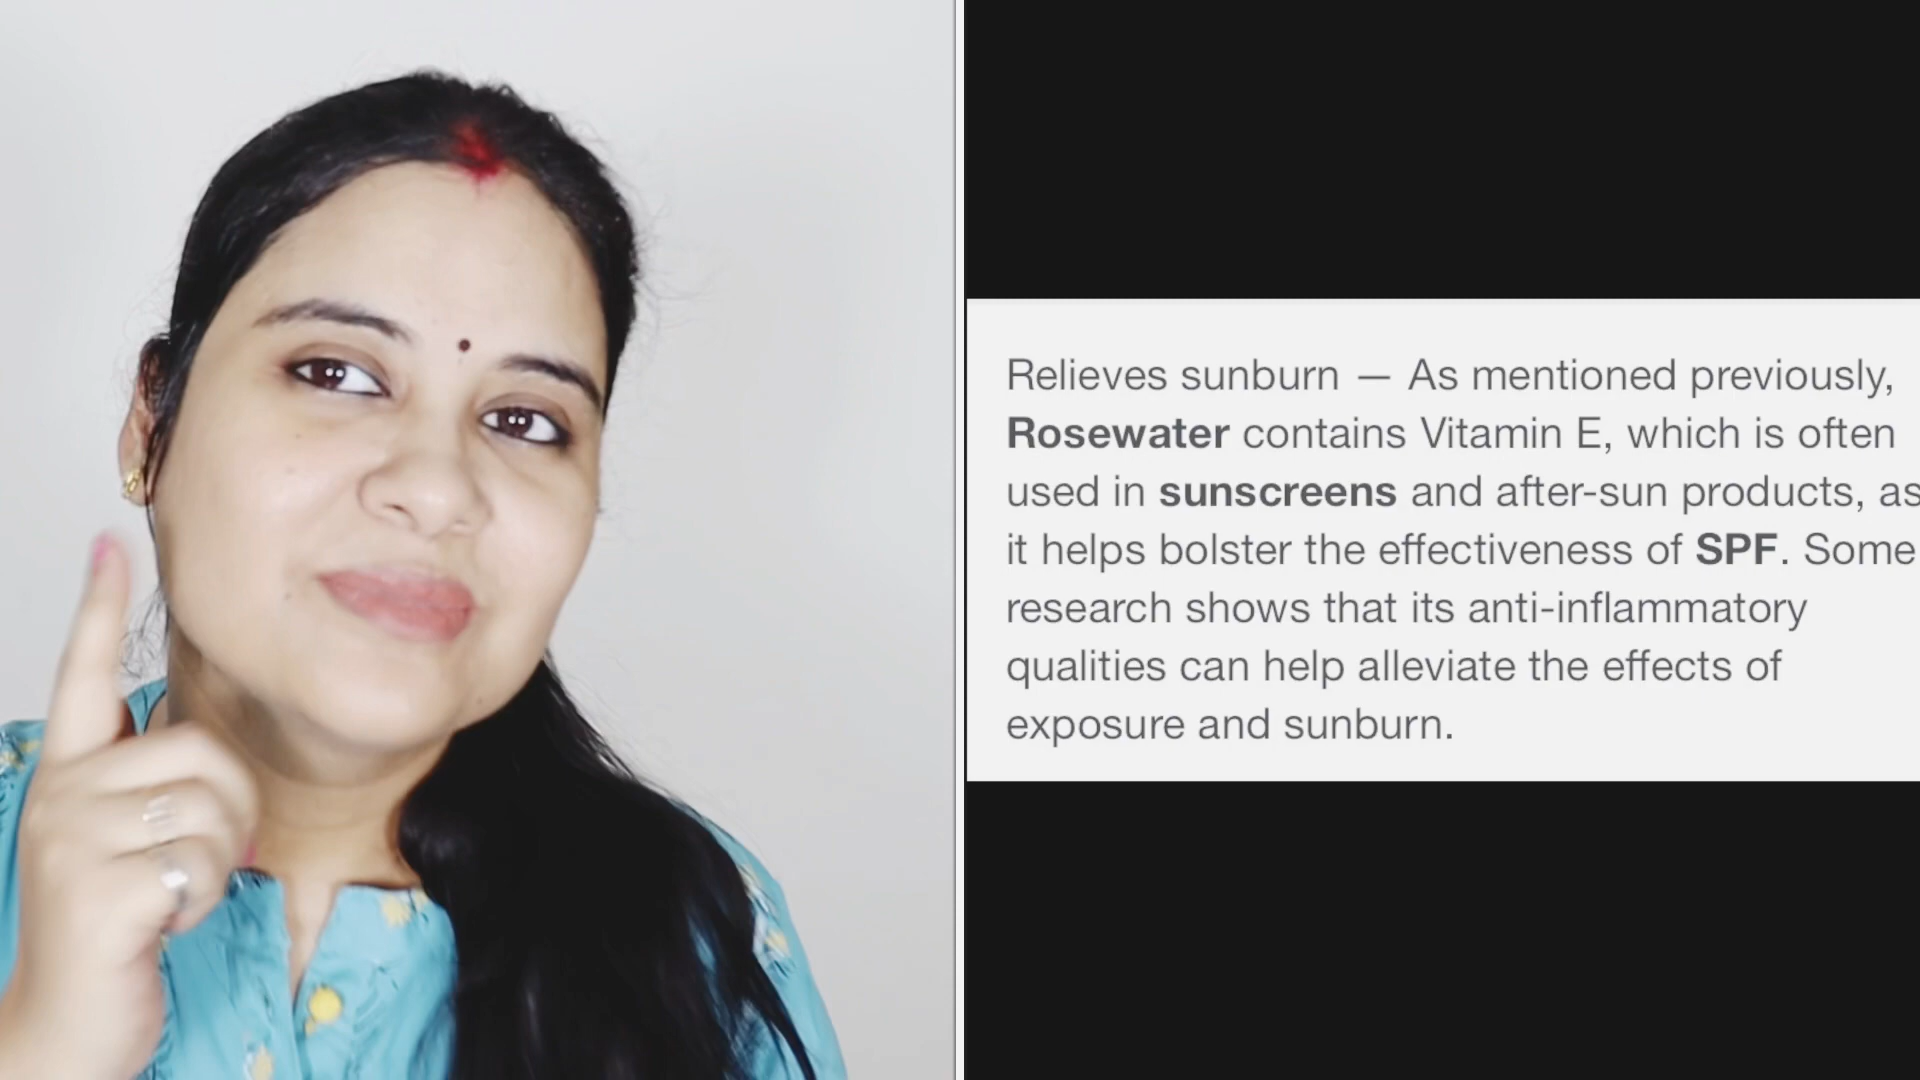 Relieves sunburn — As mentioned previously,
Rosewater contains Vitamin E, which is often
used in sunscreens and after-sun products, as
it helps bolster the effectiveness of SPF. Some
research shows that its anti-inflammatory
qualities can help alleviate the effects of
exposure and sunburn.